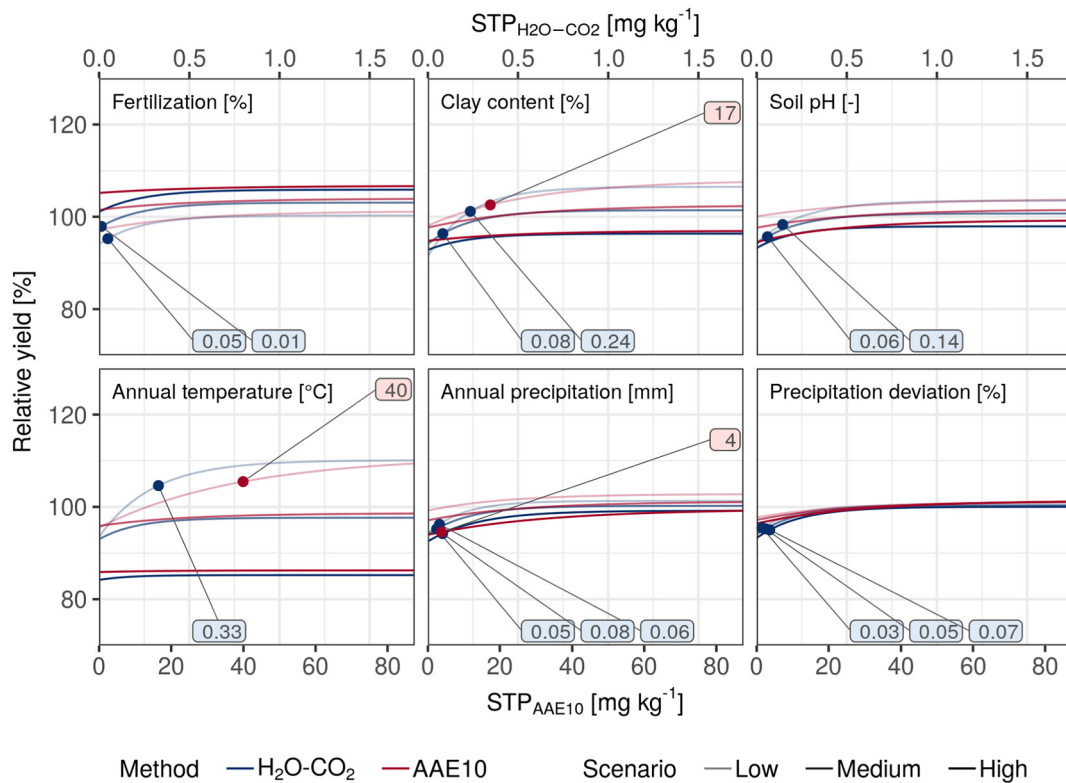 STP_H2O−CO2 [mg kg⁻¹]
0.0 0.5 1.0 1.5 0.0 0.5 1.0 1.5 0.0 0.5 1.0 1.5
Fertilization [%] Clay content [%] Soil pH [-]
17
120
100
80
0.05 0.01 0.08 0.24 0.06 0.14
Relative yield [%]
Annual temperature [°C] Annual precipitation [mm] Precipitation deviation [%]
40
4
120
100
80
0.33 0.05 0.08 0.06 0.03 0.05 0.07
0 20 40 60 80 0 20 40 60 80 0 20 40 60 80
STP_AAE10 [mg kg⁻¹]
Method H₂O-CO₂ AAE10 Scenario Low Medium High